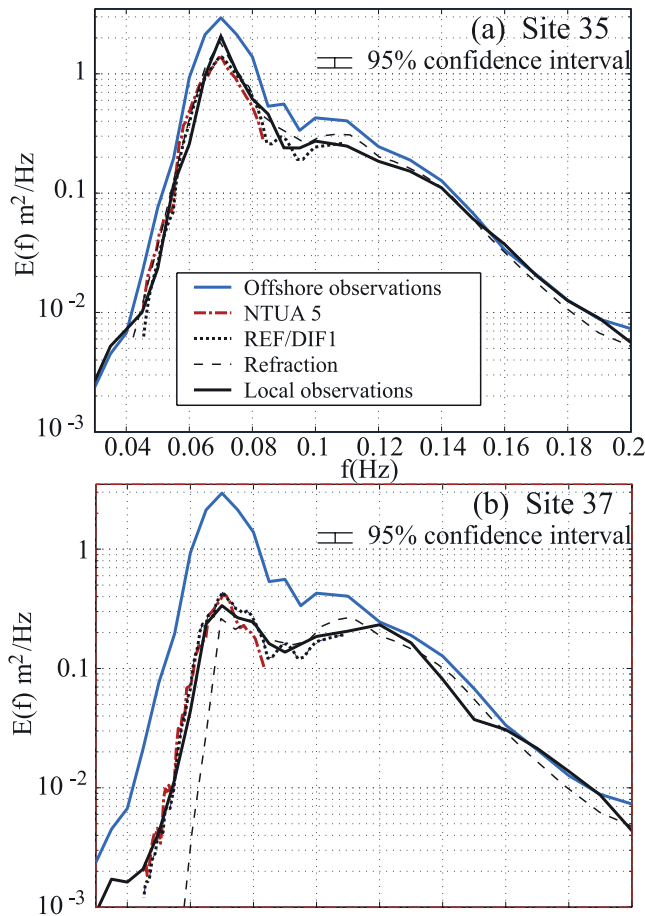 (a) Site 35
95% confidence interval
1
0.1
10-2
10-3
E(f) m2/Hz
Offshore observations
NTUA 5
REF/DIF1
Refraction
Local observations
0.04 0.06 0.08 0.1 0.12 0.14 0.16 0.18 0.2
f(Hz)
(b) Site 37
95% confidence interval
1
0.1
10-2
10-3
E(f) m2/Hz